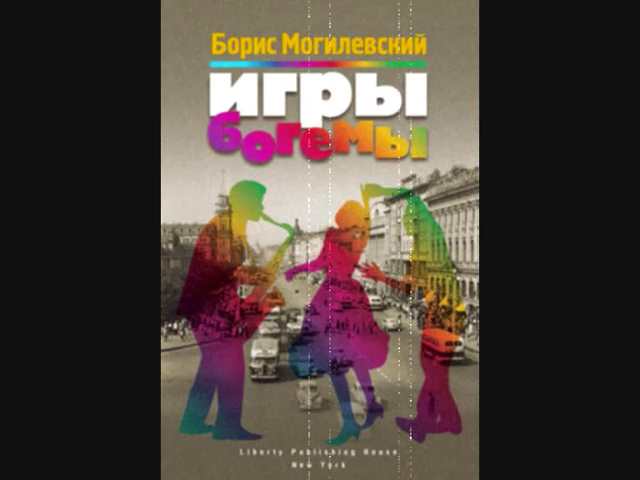 Борис Могилевский
игры
богемы
Liberty Publishing House
New York